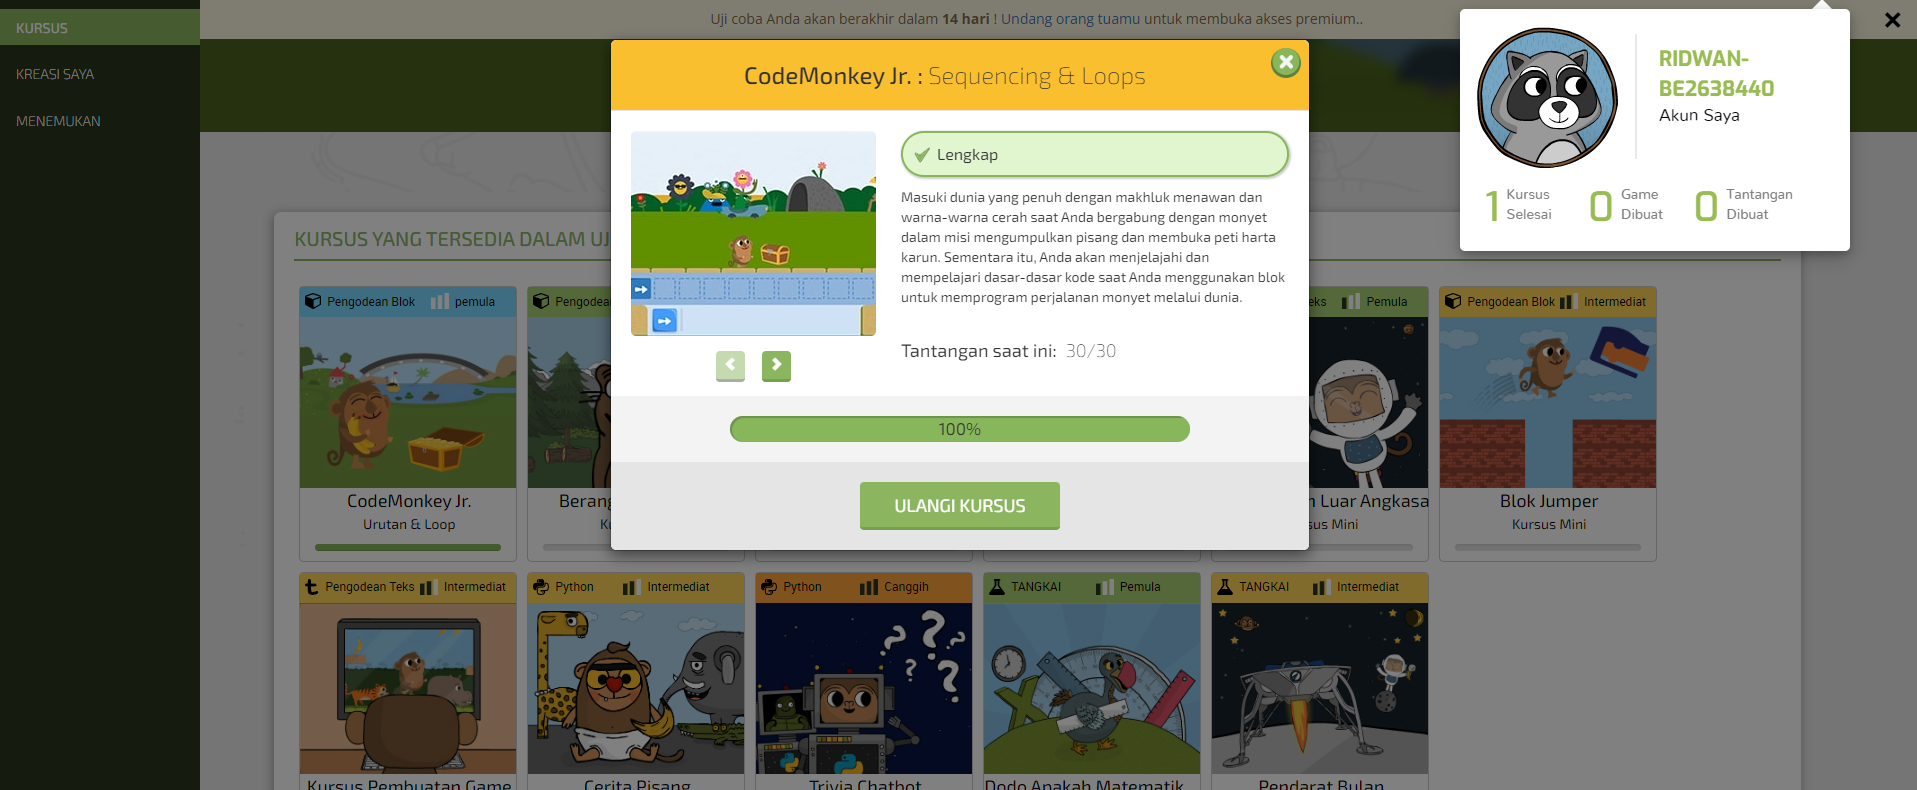 KURSUS
KREASI SAYA
MENEMUKAN
Uji coba Anda akan berakhir dalam 14 hari ! Undang orang tuamu untuk membuka akses premium..
RIDWAN-
BE2638440
Akun Saya
1 Kursus Selesai
0 Game Dibuat
0 Tantangan Dibuat
CodeMonkey Jr. : Sequencing & Loops
Lengkap
Masuki dunia yang penuh dengan makhluk menawan dan
warna-warna cerah saat Anda bergabung dengan monyet
dalam misi mengumpulkan pisang dan membuka peti harta
karun. Sementara itu, Anda akan menjelajahi dan
mempelajari dasar-dasar kode saat Anda menggunakan blok
untuk memprogram perjalanan monyet melalui dunia.
Tantangan saat ini: 30/30
100%
ULANGI KURSUS
KURSUS YANG TERSEDIA DALAM UJ
Pengodean Blok pemula
CodeMonkey Jr.
Urutan & Loop
Pengodea
Berang
K
eks Pemula
n Luar Angkasa
sus Mini
Pengodean Blok Intermediat
Blok Jumper
Kursus Mini
Pengodean Teks Intermediat
Kursus Pembuatan Game
Python Intermediat
Cerita Pisang
Python Canggih
Trivia Chatbot
TANGKAI Pemula
Dodo Apakah Matematik
TANGKAI Intermediat
Pendarat Bulan